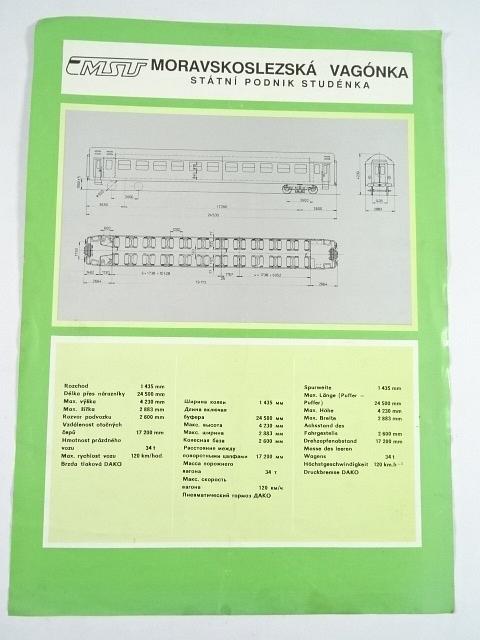 MSV MORAVSKOSLEZSKÁ VAGÓNKA
STÁTNÍ PODNIK STUDÉNKA
17200
24500
Rozchod 1 435 mm
Délka přes nárazníky 24 500 mm
Max. výška 4 230 mm
Max. šířka 2 883 mm
Rozvor podvozku 2 600 mm
Vzdálenost otočných
čepů 17 200 mm
Hmotnost prázdného
vozu 34 t
Max. rychlost vozu 120 km/hod.
Brzda tlaková DAKO
Ширина колеи 1 435 мм
Длина включая
буфера 24 500 мм
Макс. высота 4 230 мм
Макс. ширина 2 883 мм
Колесная база 2 600 мм
Расстояние между
поворотными шкфами 17 200 мм
Масса порожнего
вагона 34 т
Макс. скорость
вагона 120 км/ч
Пневматический тормоз ДАКО
Spurweite 1 435 mm
Max. Länge (Puffer –
Puffer) 24 500 mm
Max. Höhe 4 230 mm
Max. Breite 2 883 mm
Achsstand des
Fahrgestells 2 600 mm
Drehzapfenabstand 17 200 mm
Masse des leeren
Wagens 34 t
Höchstgeschwindigkeit 120 km.h⁻¹
Druckbremse DAKO